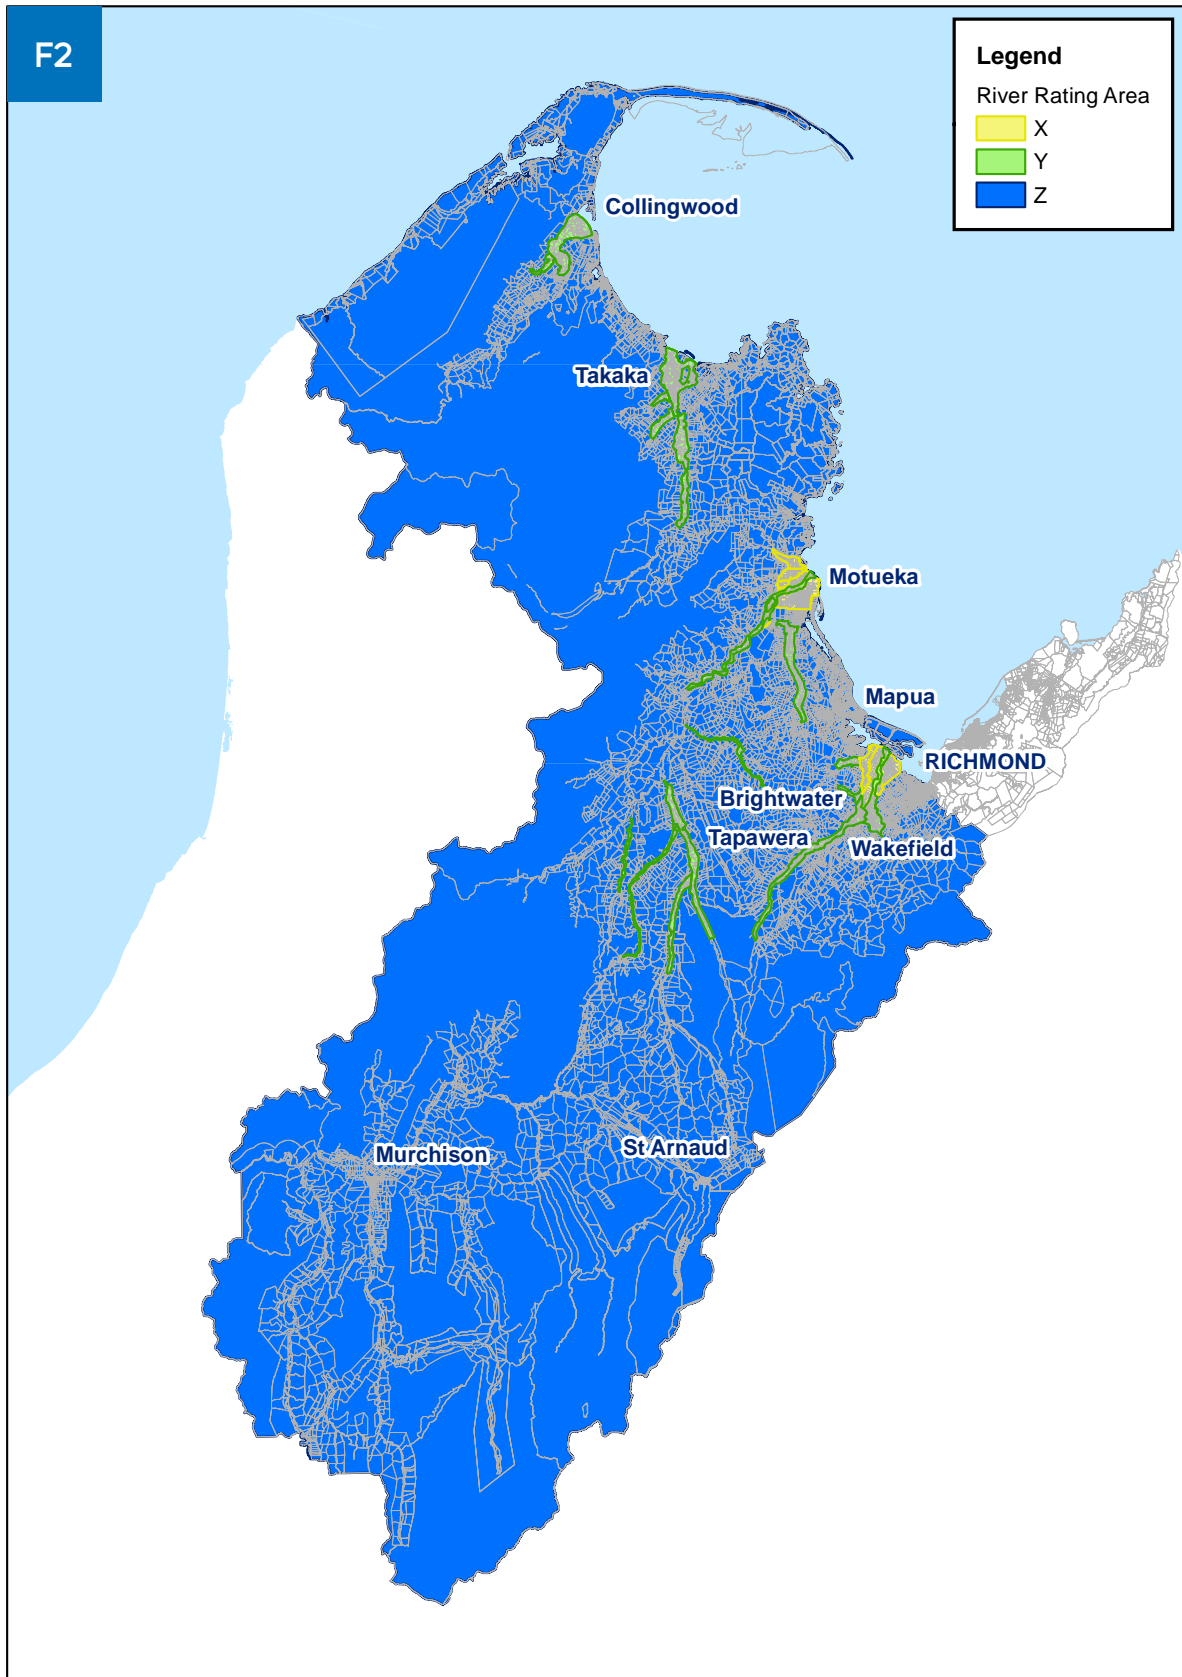 F2
Legend
River Rating Area
X
Y
Z
Collingwood
Takaka
Motueka
Mapua
RICHMOND
Brightwater
Tapawera
Wakefield
Murchison
St Arnaud